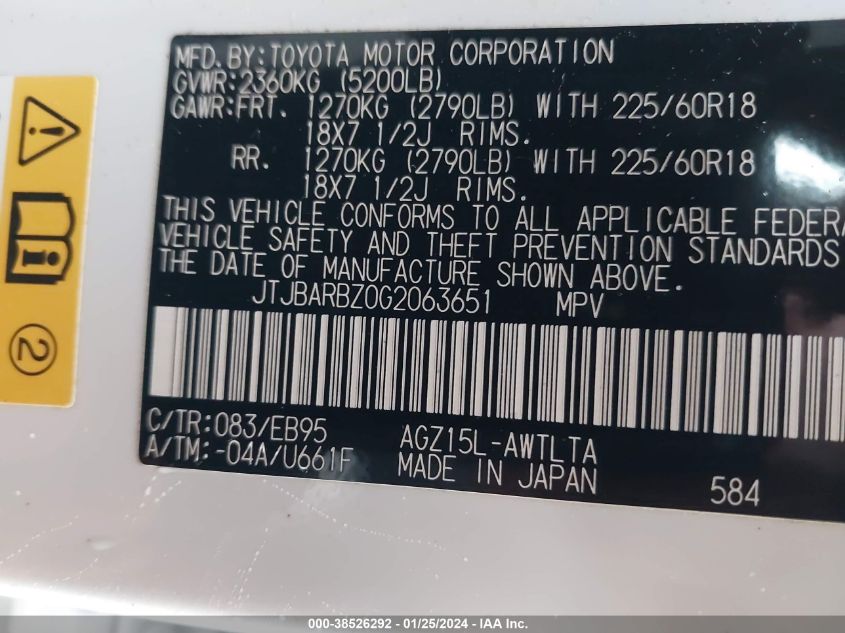 MFD.BY:TOYOTA MOTOR CORPORATION
GVWR:2360KG (5200LB)
GAWR:FRT. 1270KG (2790LB) WITH 225/60R18
18X7 1/2J RIMS.
RR. 1270KG (2790LB) WITH 225/60R18
18X7 1/2J RIMS.
THIS VEHICLE CONFORMS TO ALL APPLICABLE FEDERA
VEHICLE SAFETY AND THEFT PREVENTION STANDARDS
THE DATE OF MANUFACTURE SHOWN ABOVE.
JTJBARBZ0G2063651 MPV
C/TR:083/EB95 AGZ15L-AWTLTA
A/TM:-04A/U661F MADE IN JAPAN 584
2
000-38526292 - 01/25/2024 - IAA, Inc.